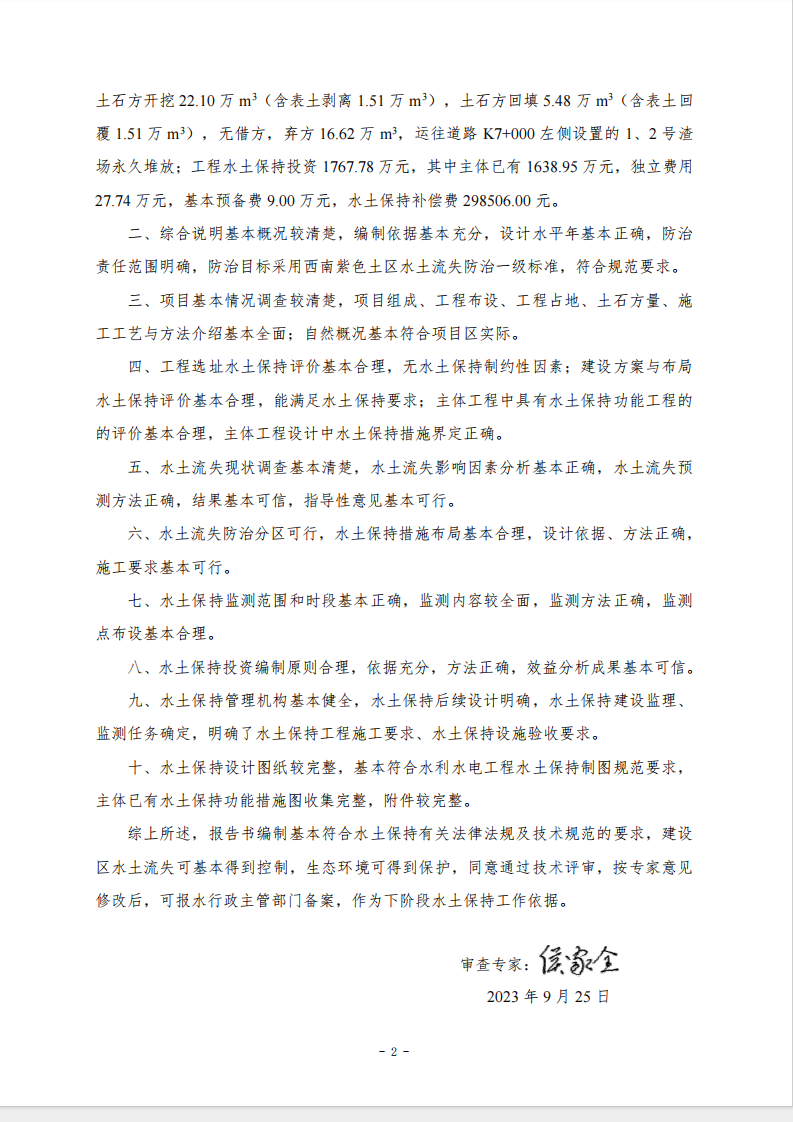 土石方开挖 22.10 万 m³（含表土剥离 1.51 万 m³），土石方回填 5.48 万 m³（含表土回
覆 1.51 万 m³），无借方，弃方 16.62 万 m³，运往道路 K7+000 左侧设置的 1、2 号渣
场永久堆放；工程水土保持投资 1767.78 万元，其中主体已有 1638.95 万元，独立费用
27.74 万元，基本预备费 9.00 万元，水土保持补偿费 298506.00 元。
二、综合说明基本概况较清楚，编制依据基本充分，设计水平年基本正确，防治
责任范围明确，防治目标采用西南紫色土区水土流失防治一级标准，符合规范要求。
三、项目基本情况调查较清楚，项目组成、工程布设、工程占地、土石方量、施
工工艺与方法介绍基本全面；自然概况基本符合项目区实际。
四、工程选址水土保持评价基本合理，无水土保持制约性因素；建设方案与布局
水土保持评价基本合理，能满足水土保持要求；主体工程中具有水土保持功能工程的
的评价基本合理，主体工程设计中水土保持措施界定正确。
五、水土流失现状调查基本清楚，水土流失影响因素分析基本正确，水土流失预
测方法正确，结果基本可信，指导性意见基本可行。
六、水土流失防治分区可行，水土保持措施布局基本合理，设计依据、方法正确，
施工要求基本可行。
七、水土保持监测范围和时段基本正确，监测内容较全面，监测方法正确，监测
点布设基本合理。
八、水土保持投资编制原则合理，依据充分，方法正确，效益分析成果基本可信。
九、水土保持管理机构基本健全，水土保持后续设计明确，水土保持建设监理、
监测任务确定，明确了水土保持工程施工要求、水土保持设施验收要求。
十、水土保持设计图纸较完整，基本符合水利水电工程水土保持制图规范要求，
主体已有水土保持功能措施图收集完整，附件较完整。
综上所述，报告书编制基本符合水土保持有关法律法规及技术规范的要求，建设
区水土流失可基本得到控制，生态环境可得到保护，同意通过技术评审，按专家意见
修改后，可报水行政主管部门备案，作为下阶段水土保持工作依据。
审查专家：侯家全
2023 年 9 月 25 日
- 2 -